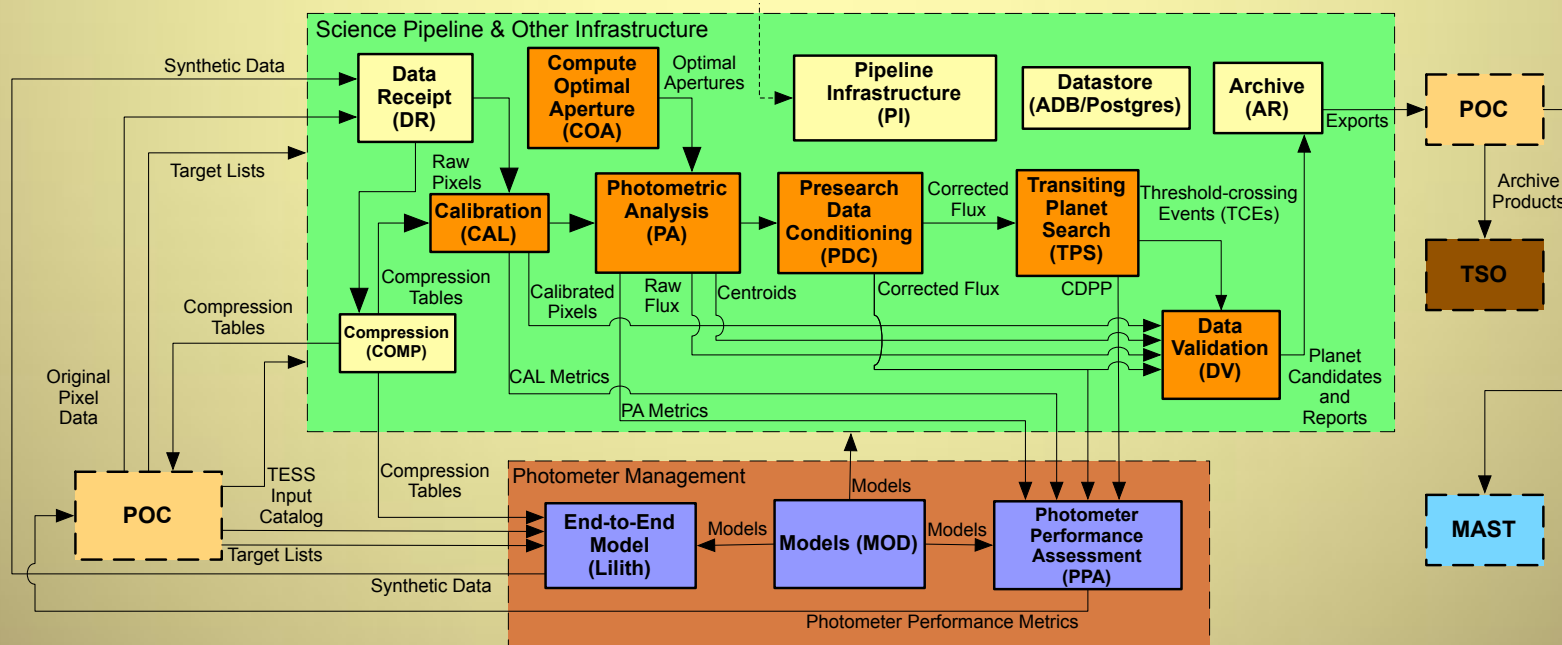 Science Pipeline & Other Infrastructure
Synthetic Data
Data
Receipt
(DR)
Compute
Optimal
Aperture
(COA)
Optimal
Apertures
Pipeline
Infrastructure
(PI)
Datastore
(ADB/Postgres)
Archive
(AR)
Exports
POC
Target Lists
Raw
Pixels
Calibration
(CAL)
Photometric
Analysis
(PA)
Presearch
Data
Conditioning
(PDC)
Corrected
Flux
Transiting
Planet
Search
(TPS)
Threshold-crossing
Events (TCEs)
Archive
Products
TSO
Compression
Tables
Compression
Tables
Calibrated
Pixels
Raw
Flux
Centroids
Corrected Flux
CDPP
Compression
(COMP)
Data
Validation
(DV)
Original
Pixel
Data
CAL Metrics
PA Metrics
Planet
Candidates
and
Reports
POC
TESS
Input
Catalog
Target Lists
Compression
Tables
Photometer Management
Models
End-to-End
Model
(Lilith)
Models
Models (MOD)
Models
Photometer
Performance
Assessment
(PPA)
MAST
Synthetic Data
Photometer Performance Metrics